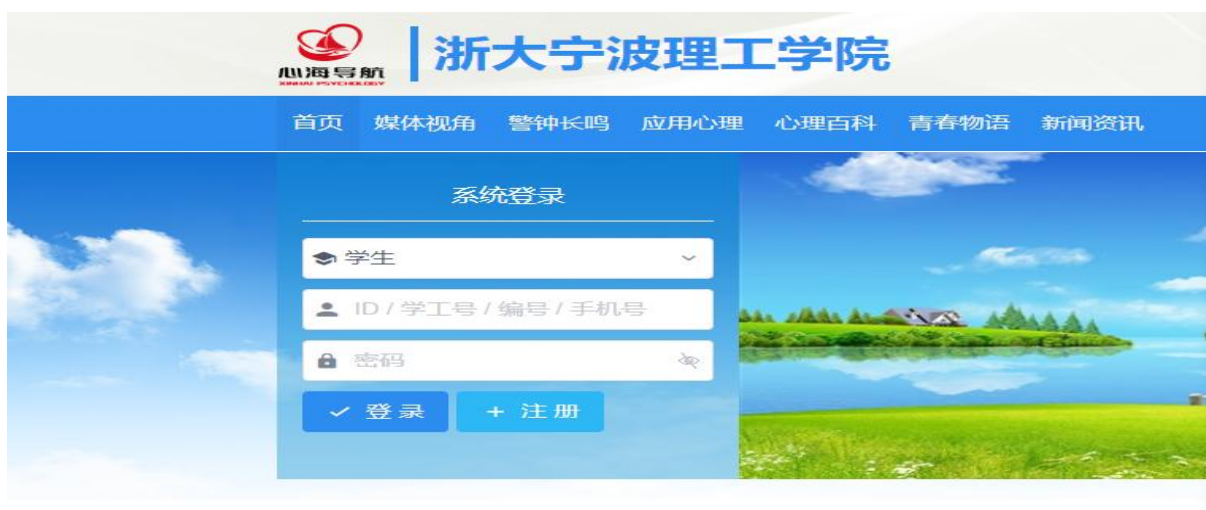 浙大宁波理工学院
心海导航
XINHAI PSYCHOLOGY
首页 媒体视角 警钟长鸣 应用心理 心理百科 青春物语 新闻资讯
系统登录
学生
ID / 学工号 / 编号 / 手机号
密码
登 录 + 注 册